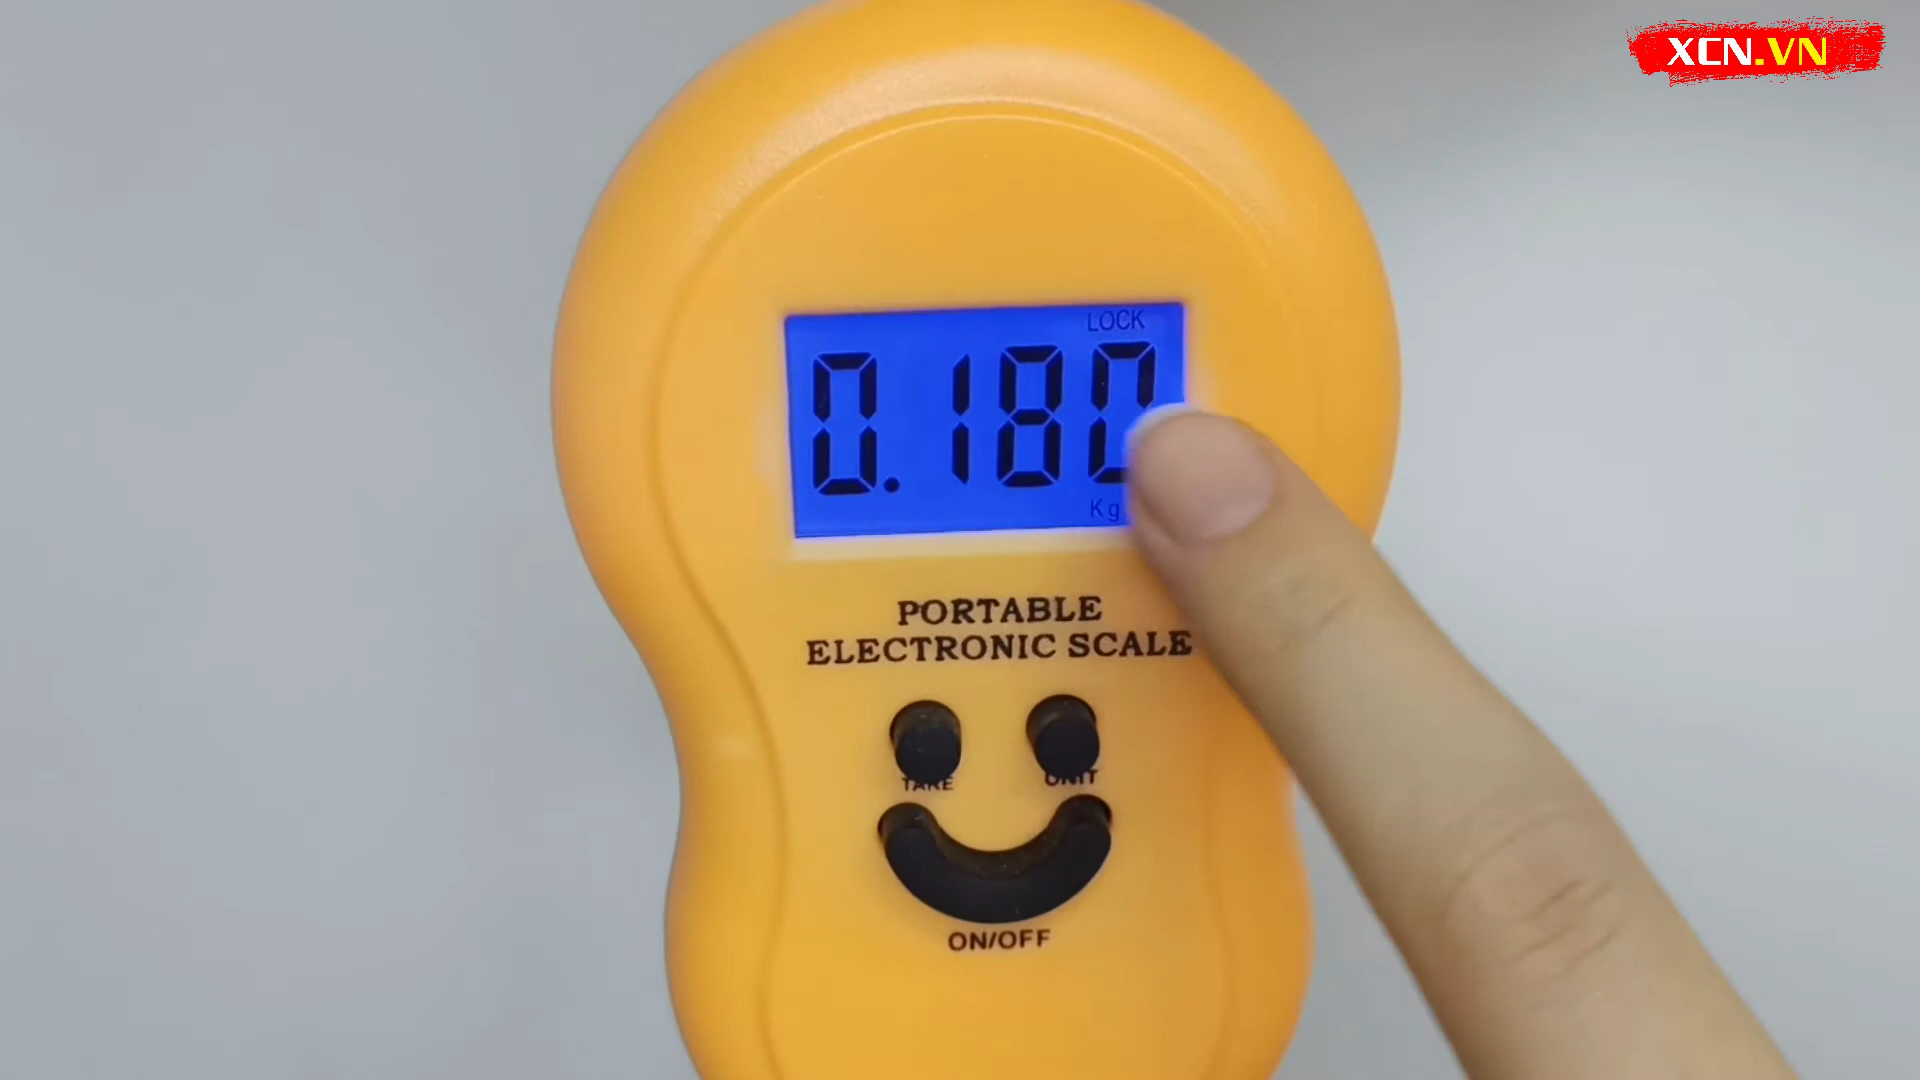 XCN.VN
LOCK
0.180
Kg
PORTABLE
ELECTRONIC SCALE
TARE UNIT
ON/OFF